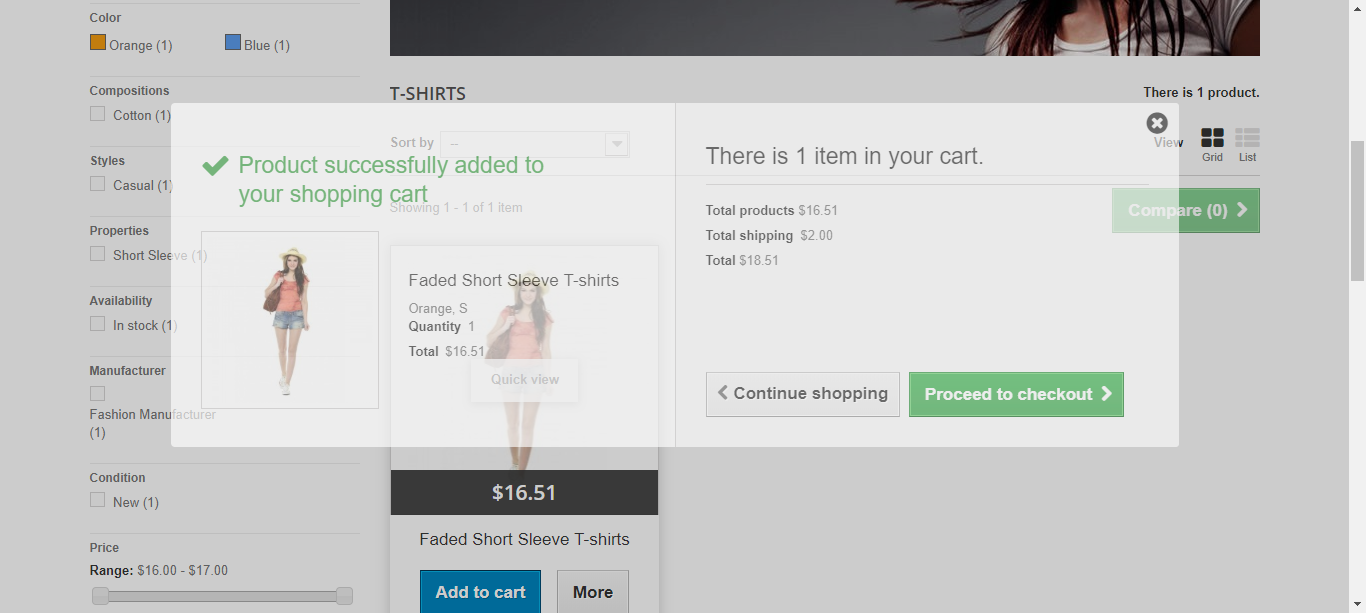 Color
Orange (1)
Blue (1)
Compositions
Cotton (1)
Styles
Casual (1)
Properties
Short Sleeve (1)
Availability
In stock (1)
Manufacturer
Fashion Manufacturer
(1)
Condition
New (1)
Price
Range: $16.00 - $17.00
T-SHIRTS
There is 1 product.
Sort by
--
View
Grid
List
Showing 1 - 1 of 1 item
Compare (0)
Product successfully added to
your shopping cart
Faded Short Sleeve T-shirts
Orange, S
Quantity 1
Total $16.51
Quick view
There is 1 item in your cart.
Total products $16.51
Total shipping $2.00
Total $18.51
Continue shopping
Proceed to checkout
$16.51
Faded Short Sleeve T-shirts
Add to cart
More